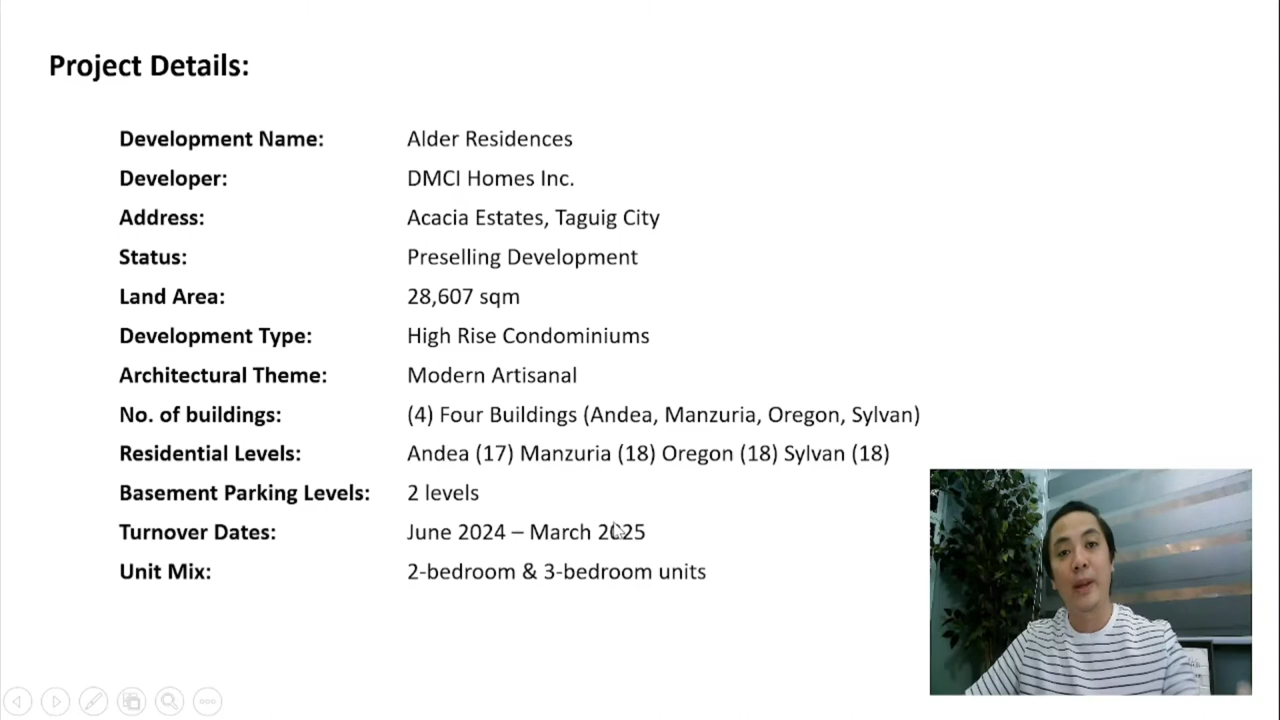 Project Details:
Development Name: Alder Residences
Developer: DMCI Homes Inc.
Address: Acacia Estates, Taguig City
Status: Preselling Development
Land Area: 28,607 sqm
Development Type: High Rise Condominiums
Architectural Theme: Modern Artisanal
No. of buildings: (4) Four Buildings (Andea, Manzuria, Oregon, Sylvan)
Residential Levels: Andea (17) Manzuria (18) Oregon (18) Sylvan (18)
Basement Parking Levels: 2 levels
Turnover Dates: June 2024 – March 2025
Unit Mix: 2-bedroom & 3-bedroom units